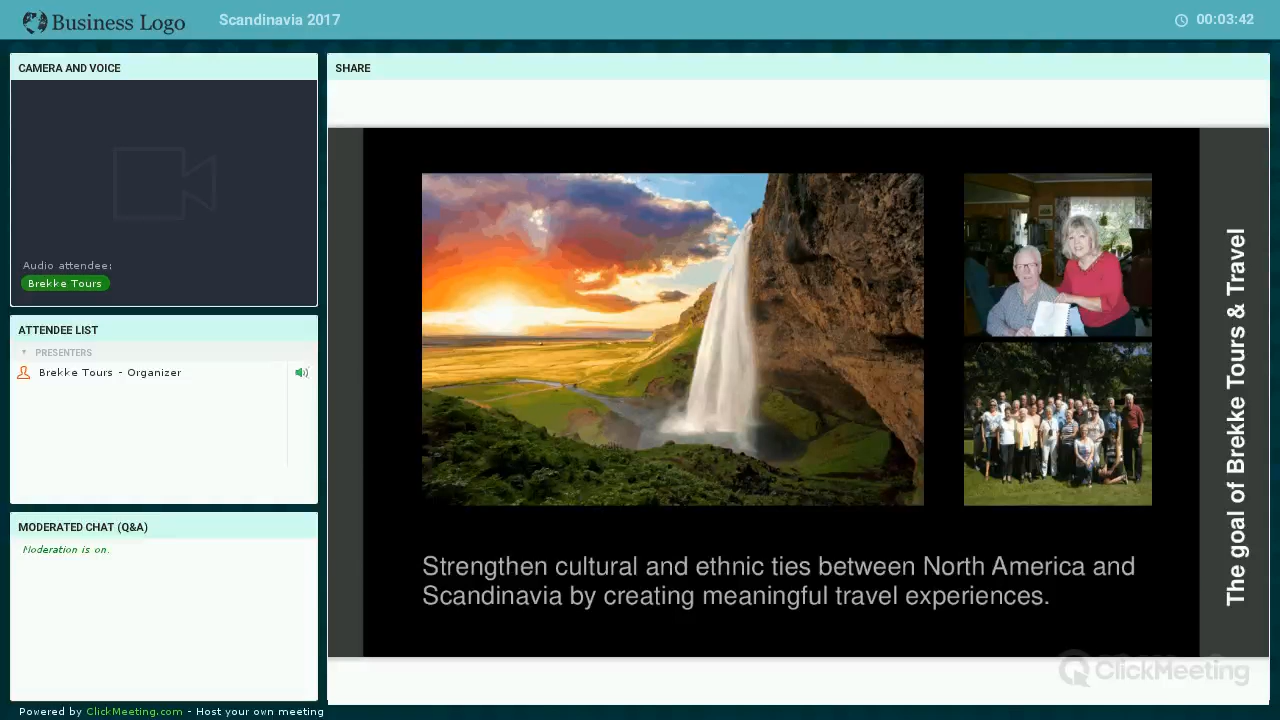 Business Logo
Scandinavia 2017
00:03:42
CAMERA AND VOICE
Audio attendee:
Brekke Tours
ATTENDEE LIST
PRESENTERS
Brekke Tours - Organizer
MODERATED CHAT (Q&A)
Moderation is on.
Powered by ClickMeeting.com - Host your own meeting
SHARE
Strengthen cultural and ethnic ties between North America and
Scandinavia by creating meaningful travel experiences.
The goal of Brekke Tours & Travel
ClickMeeting